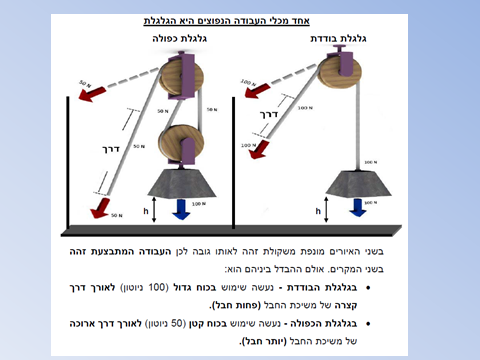 אחד מכלי העבודה הנפוצים היא הגלגלת
גלגלת כפולה
גלגלת בודדת
50 N
100 N
50 N
50 N
100 N
דרך
דרך
50 N
100 N
100 N
50 N
100 N
100 N
h
h
בשני האיורים מונפת משקולת זהה לאותו גובה לכן העבודה המתבצעת זהה
בשני המקרים. אולם ההבדל ביניהם הוא:
• בגלגלת הבודדת - נעשה שימוש בכוח גדול (100 ניוטון) לאורך דרך
קצרה של משיכת החבל (פחות חבל).
• בגלגלת הכפולה - נעשה שימוש בכוח קטן (50 ניוטון) לאורך דרך ארוכה
של משיכת החבל (יותר חבל).